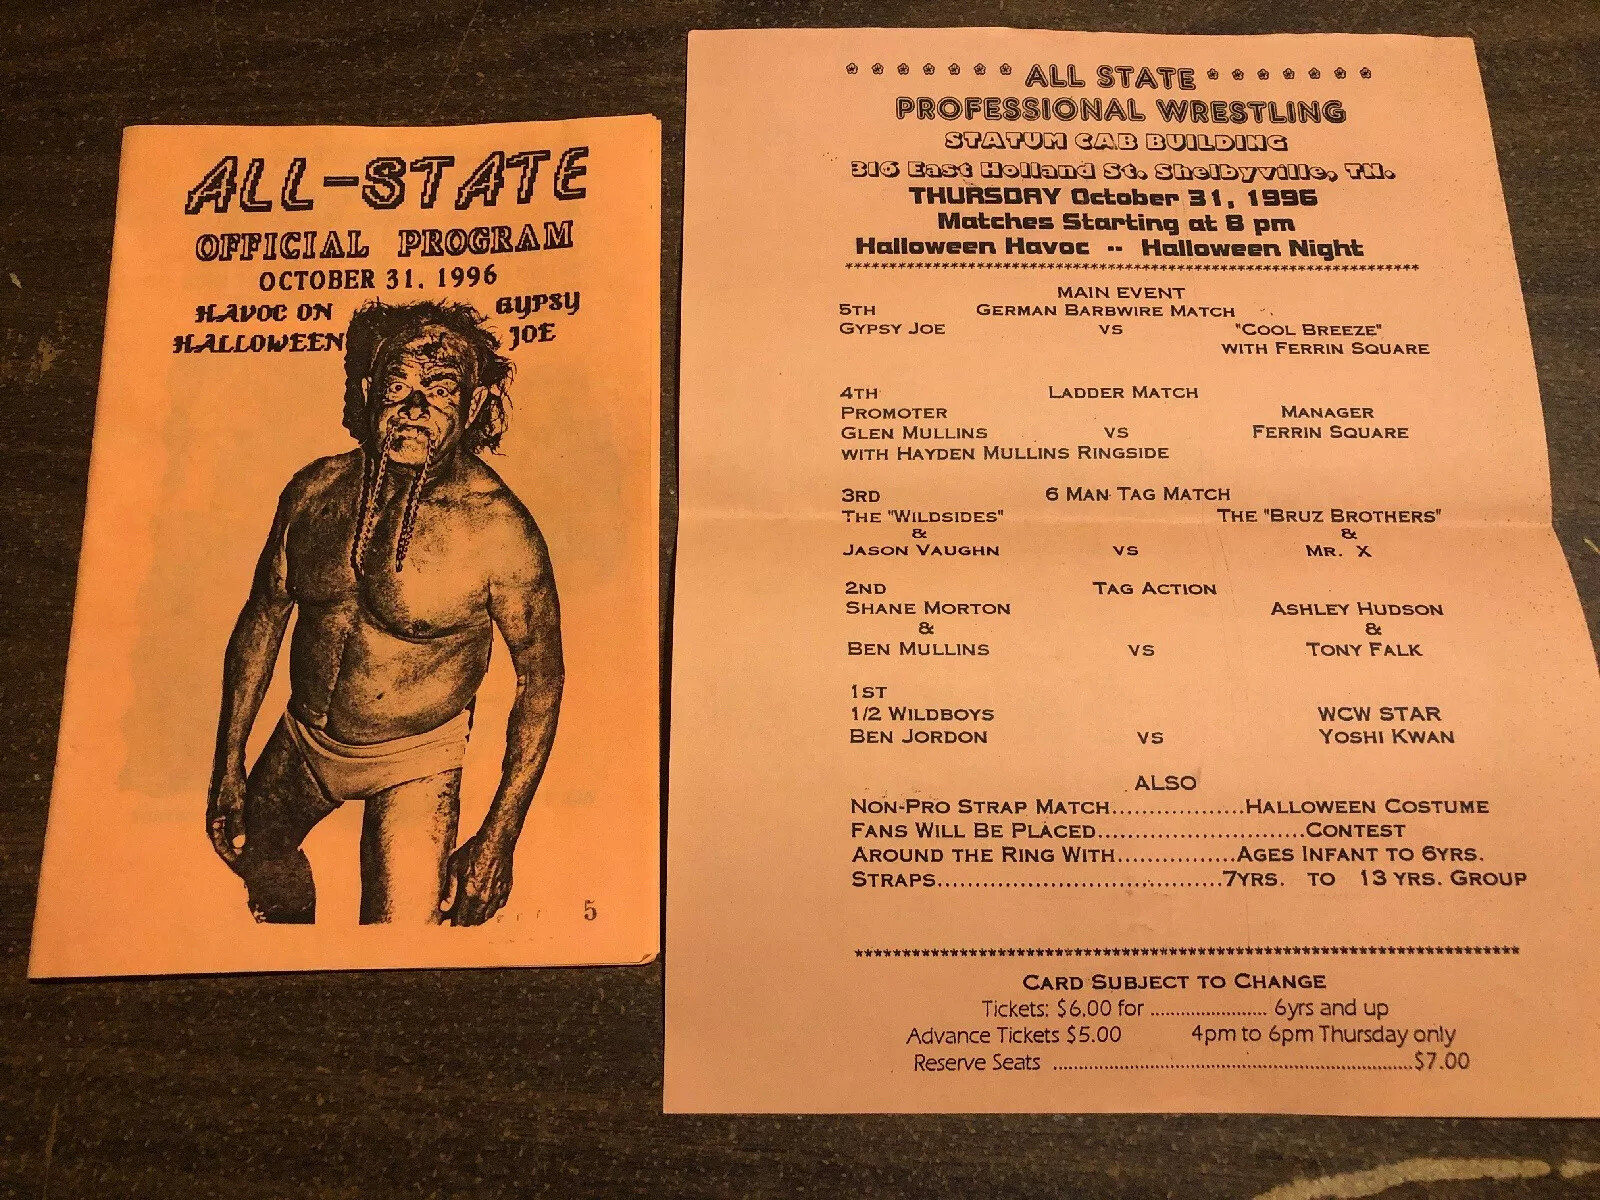 ALL-STATE
OFFICIAL PROGRAM
OCTOBER 31, 1996
HAVOC ON
HALLOWEEN
GYPSY
JOE
5
ALL STATE
PROFESSIONAL WRESTLING
STATUM CAB BUILDING
316 East Holland St. Shelbyville, TN.
THURSDAY October 31, 1996
Matches Starting at 8 pm
Halloween Havoc -- Halloween Night
MAIN EVENT
5TH GERMAN BARBWIRE MATCH
GYPSY JOE VS "COOL BREEZE"
WITH FERRIN SQUARE
4TH LADDER MATCH
PROMOTER MANAGER
GLEN MULLINS VS FERRIN SQUARE
WITH HAYDEN MULLINS RINGSIDE
3RD 6 MAN TAG MATCH
THE "WILDSIDES" THE "BRUZ BROTHERS"
& &
JASON VAUGHN VS MR. X
2ND TAG ACTION
SHANE MORTON ASHLEY HUDSON
& &
BEN MULLINS VS TONY FALK
1ST
1/2 WILDBOYS WCW STAR
BEN JORDON VS YOSHI KWAN
ALSO
NON-PRO STRAP MATCH..................HALLOWEEN COSTUME
FANS WILL BE PLACED............................CONTEST
AROUND THE RING WITH................AGES INFANT TO 6YRS.
STRAPS......................................7YRS. TO 13 YRS. GROUP
CARD SUBJECT TO CHANGE
Tickets: $6.00 for ....................... 6yrs and up
Advance Tickets $5.00 4pm to 6pm Thursday only
Reserve Seats ........................................................................$7.00